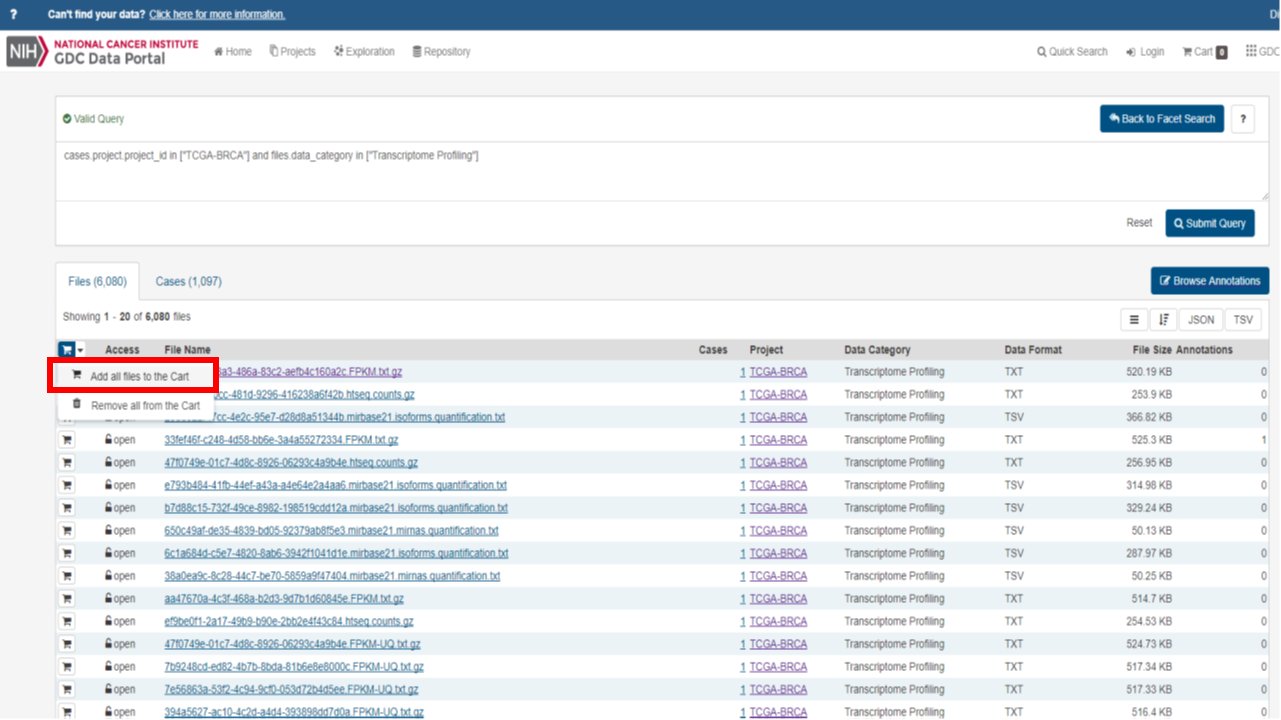 ? Can't find your data? Click here for more information. Di
NIH NATIONAL CANCER INSTITUTE
GDC Data Portal
Home Projects Exploration Repository Quick Search Login Cart 0 GDC
Valid Query Back to Facet Search ?
cases.project.project_id in ["TCGA-BRCA"] and files.data_category in ["Transcriptome Profiling"]
Reset Submit Query
Files (6,080) Cases (1,097) Browse Annotations
Showing 1 - 20 of 6,080 files JSON TSV
Access File Name Cases Project Data Category Data Format File Size Annotations
Add all files to the Cart 3a3-486a-83c2-aefb4c160a2c.FPKM.txt.gz 1 TCGA-BRCA Transcriptome Profiling TXT 520.19 KB 0
-481d-9296-416238a6f42b.htseq.counts.gz 1 TCGA-BRCA Transcriptome Profiling TXT 253.9 KB 0
Remove all from the Cart
-4e2c-95e7-d28d8a51344b.mirbase21.isoforms.quantification.txt 1 TCGA-BRCA Transcriptome Profiling TSV 366.82 KB 0
open 33fef46f-c248-4d58-bb6e-3a4a55272334.FPKM.txt.gz 1 TCGA-BRCA Transcriptome Profiling TXT 525.3 KB 1
open 47f0749e-01c7-4d8c-8926-06293c4a9b4e.htseq.counts.gz 1 TCGA-BRCA Transcriptome Profiling TXT 256.95 KB 0
open e793b484-41fb-44ef-a43a-a4e64e2a4aa6.mirbase21.isoforms.quantification.txt 1 TCGA-BRCA Transcriptome Profiling TSV 314.98 KB 0
open b7d88c15-732f-49ce-8982-198519cdd12a.mirbase21.isoforms.quantification.txt 1 TCGA-BRCA Transcriptome Profiling TSV 329.24 KB 0
open 650c49af-de35-4839-bd05-92379ab8f5e3.mirbase21.mirnas.quantification.txt 1 TCGA-BRCA Transcriptome Profiling TSV 50.13 KB 0
open 6c1a684d-c5e7-4820-8ab6-3942f1041d1e.mirbase21.isoforms.quantification.txt 1 TCGA-BRCA Transcriptome Profiling TSV 287.97 KB 0
open 38a0ea9c-8c28-44c7-be70-5859a9f47404.mirbase21.mirnas.quantification.txt 1 TCGA-BRCA Transcriptome Profiling TSV 50.25 KB 0
open aa47670a-4c3f-468a-b2d3-9d7b1d60845e.FPKM.txt.gz 1 TCGA-BRCA Transcriptome Profiling TXT 514.7 KB 0
open ef9be0f1-2a17-49b9-b90e-2bb2e4f43c84.htseq.counts.gz 1 TCGA-BRCA Transcriptome Profiling TXT 254.53 KB 0
open 47f0749e-01c7-4d8c-8926-06293c4a9b4e.FPKM-UQ.txt.gz 1 TCGA-BRCA Transcriptome Profiling TXT 524.73 KB 0
open 7b9248cd-ed82-4b7b-8bda-81b6e8e8000c.FPKM-UQ.txt.gz 1 TCGA-BRCA Transcriptome Profiling TXT 517.34 KB 0
open 7e56863a-53f2-4c94-9cf0-053d72b4d5ee.FPKM-UQ.txt.gz 1 TCGA-BRCA Transcriptome Profiling TXT 517.33 KB 0
open 394a5627-ac10-4c2d-a4d4-393898dd7d0a.FPKM-UQ.txt.gz 1 TCGA-BRCA Transcriptome Profiling TXT 516.4 KB 0